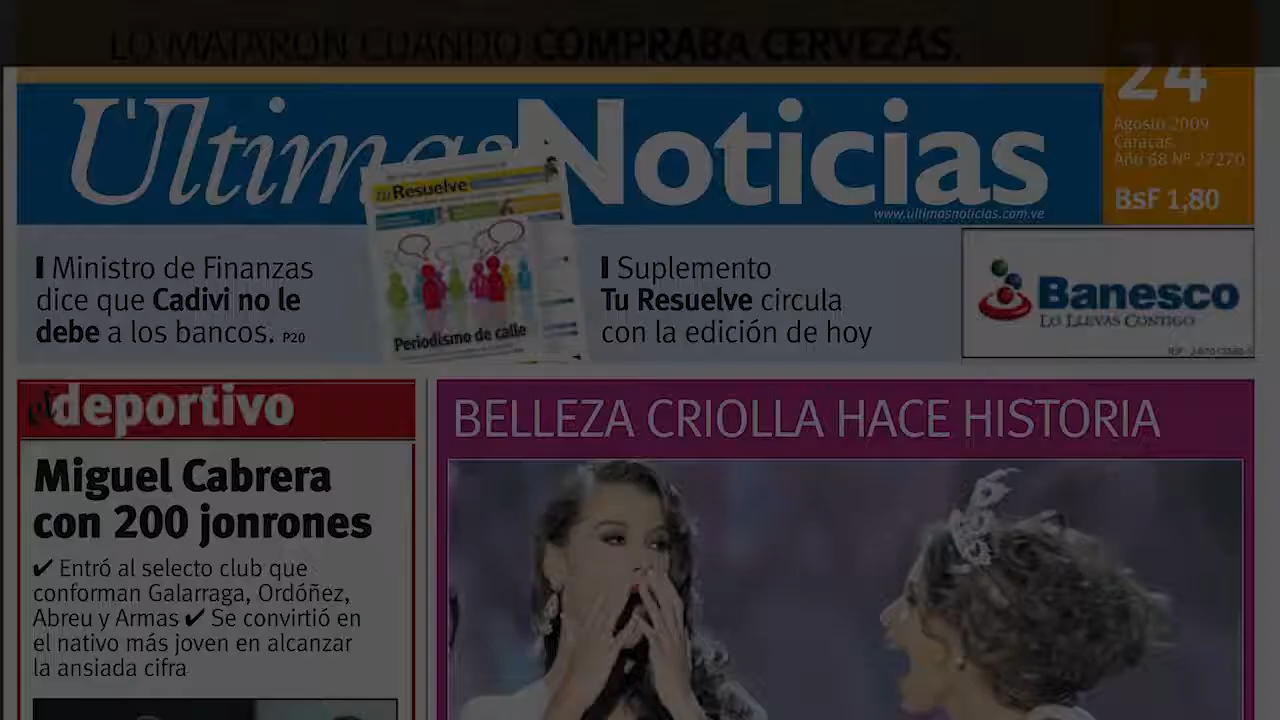 LO MATARON CUANDO COMPRABA CERVEZAS.
24
Últimas Noticias
Agosto 2009
Caracas.
Año 68 Nº 27270
BsF 1,80
www.ultimasnoticias.com.ve
Ministro de Finanzas
dice que Cadivi no le
debe a los bancos. P20
Tu Resuelve
Periodismo de calle
Suplemento
Tu Resuelve circula
con la edición de hoy
Banesco
LO LLEVAS CONTIGO
el deportivo
Miguel Cabrera
con 200 jonrones
✔ Entró al selecto club que
conforman Galarraga, Ordóñez,
Abreu y Armas ✔ Se convirtió en
el nativo más joven en alcanzar
la ansiada cifra
BELLEZA CRIOLLA HACE HISTORIA